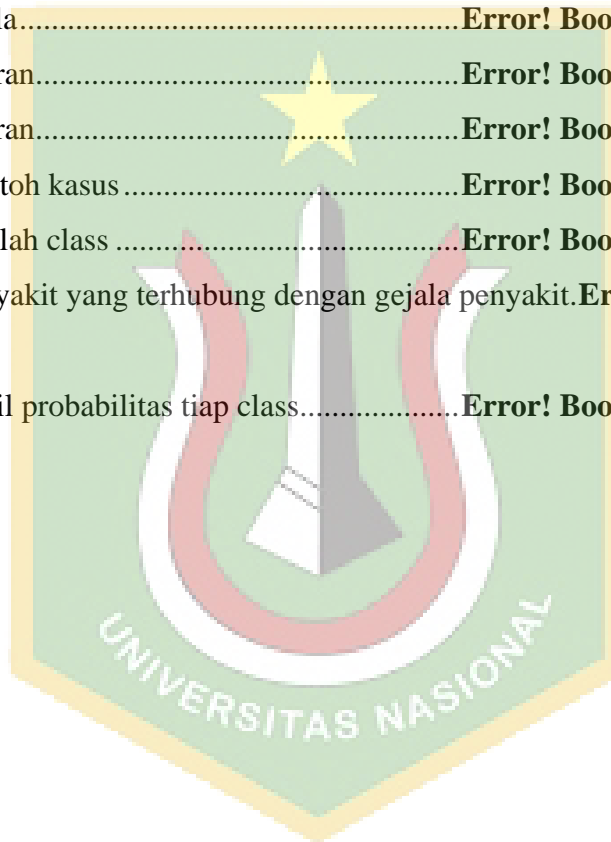 la.......................................................Error! Boo
ran.....................................................Error! Boo
ran.....................................................Error! Boo
toh kasus..........................................Error! Boo
lah class ...........................................Error! Boo
yakit yang terhubung dengan gejala penyakit.Er
il probabilitas tiap class....................Error! Boo
UNIVERSITAS NASIONAL